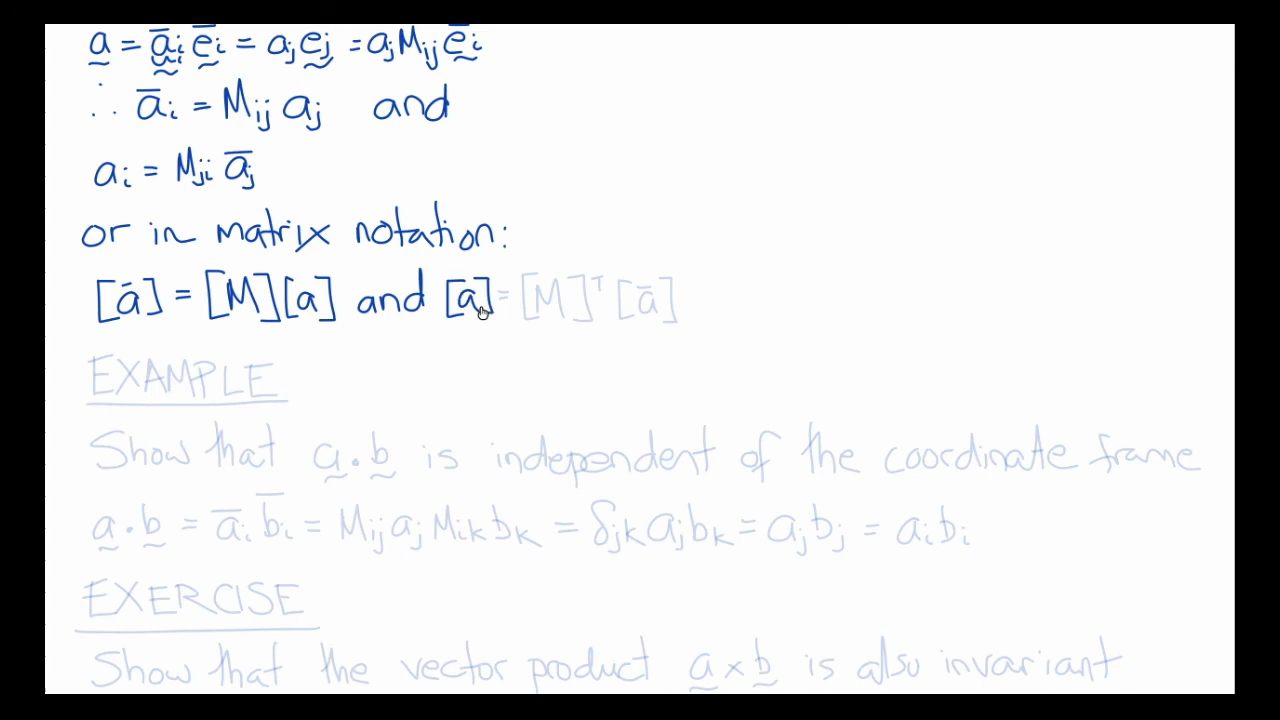 a = āᵢ ēᵢ = aⱼ eⱼ = aⱼ Mᵢⱼ ēᵢ
∴ āᵢ = Mᵢⱼ aⱼ and
aᵢ = Mⱼᵢ āⱼ
or in matrix notation:
[ā] = [M][a] and [a] = [M]ᵀ [ā]
EXAMPLE
Show that a · b is independent of the coordinate frame
a · b = āᵢ b̄ᵢ = Mᵢⱼ aⱼ Mᵢₖ bₖ = δⱼₖ aⱼ bₖ = aⱼ bⱼ = aᵢ bᵢ
EXERCISE
Show that the vector product a × b is also invariant